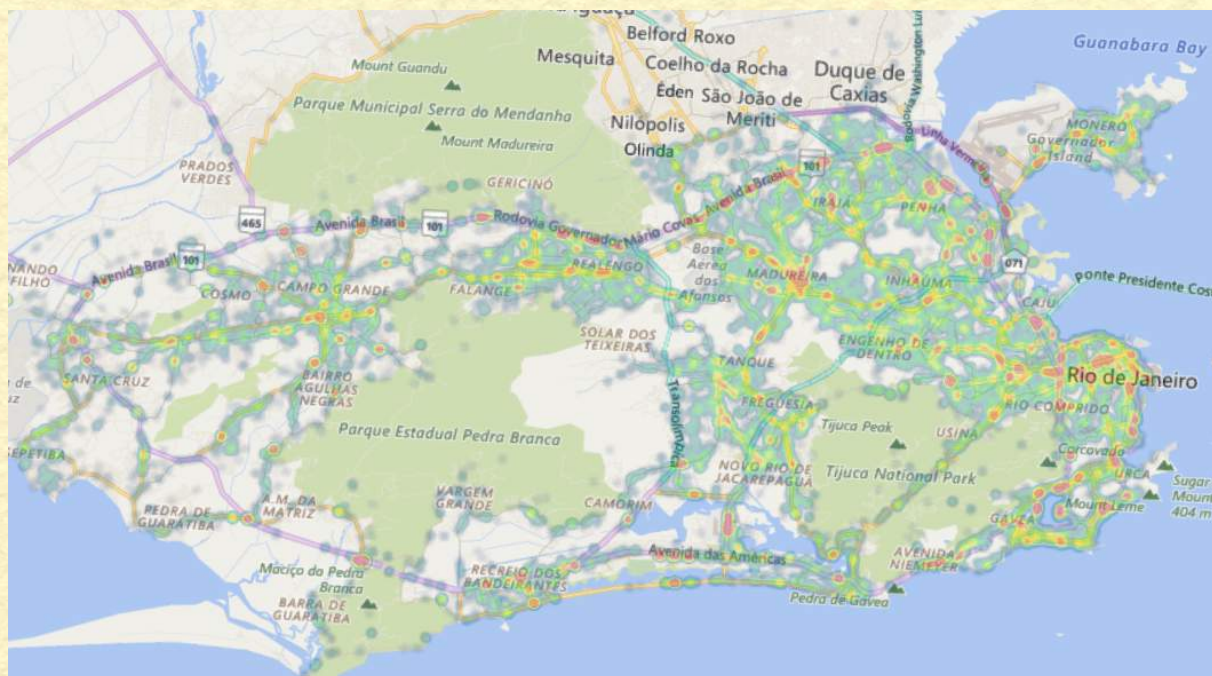 Belford Roxo
Guanabara Bay
Mesquita
Coelho da Rocha
Mount Guandu
Duque de
Caxias
Éden
São João de
Meriti
Parque Municipal Serra do Mendanha
Nilópolis
Olinda
Mount Madureira
MONERÓ
Governador
Island
Linha Vermelha
PRADOS
VERDES
GERICINÓ
101
IRAJÁ
PENHA
465
Avenida Brasil
101
Rodovia Governador Mário Covas
Avenida Brasil
Avenida Brasil
101
REALENGO
Base
Aerea
dos
Afonsos
MADUREIRA
INHAÚMA
071
Ponte Presidente
COSMO
CAMPO GRANDE
FALANGE
CAJU
SOLAR DOS
TEIXEIRAS
ENGENHO DE
DENTRO
TANQUE
Rio de Janeiro
SANTA CRUZ
BAIRRO
AGULHAS
NEGRAS
Transolímpica
FREGUESIA
RIO COMPRIDO
Parque Estadual Pedra Branca
Tijuca Peak
USINA
Corcovado
SEPETIBA
NOVO RIO DE
JACAREPAGUÁ
Tijuca National Park
URCA
Sugar
Mount Leme
404 m
VARGEM
GRANDE
CAMORIM
A.M. DA
MATRIZ
GÁVEA
PEDRA DE
GUARATIBA
Avenida das Américas
AVENIDA
NIEMEYER
RECREIO DOS
BANDEIRANTES
Maciço da Pedra
Branca
Pedra de Gavea
BARRA DE
GUARATIBA